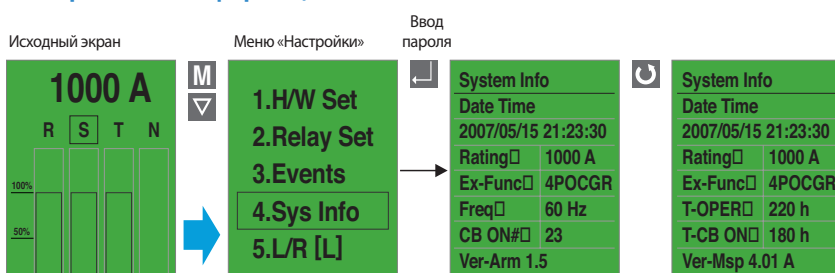 Исходный экран
Меню «Настройки»
Ввод
пароля
1000 A
R S T N
100%
50%
M
1.H/W Set
2.Relay Set
3.Events
4.Sys Info
5.L/R [L]
System Info
Date Time
2007/05/15 21:23:30
Rating□ 1000 A
Ex-Func□ 4POCGR
Freq□ 60 Hz
CB ON#□ 23
Ver-Arm 1.5
System Info
Date Time
2007/05/15 21:23:30
Rating□ 1000 A
Ex-Func□ 4POCGR
T-OPER□ 220 h
T-CB ON□ 180 h
Ver-Msp 4.01 A